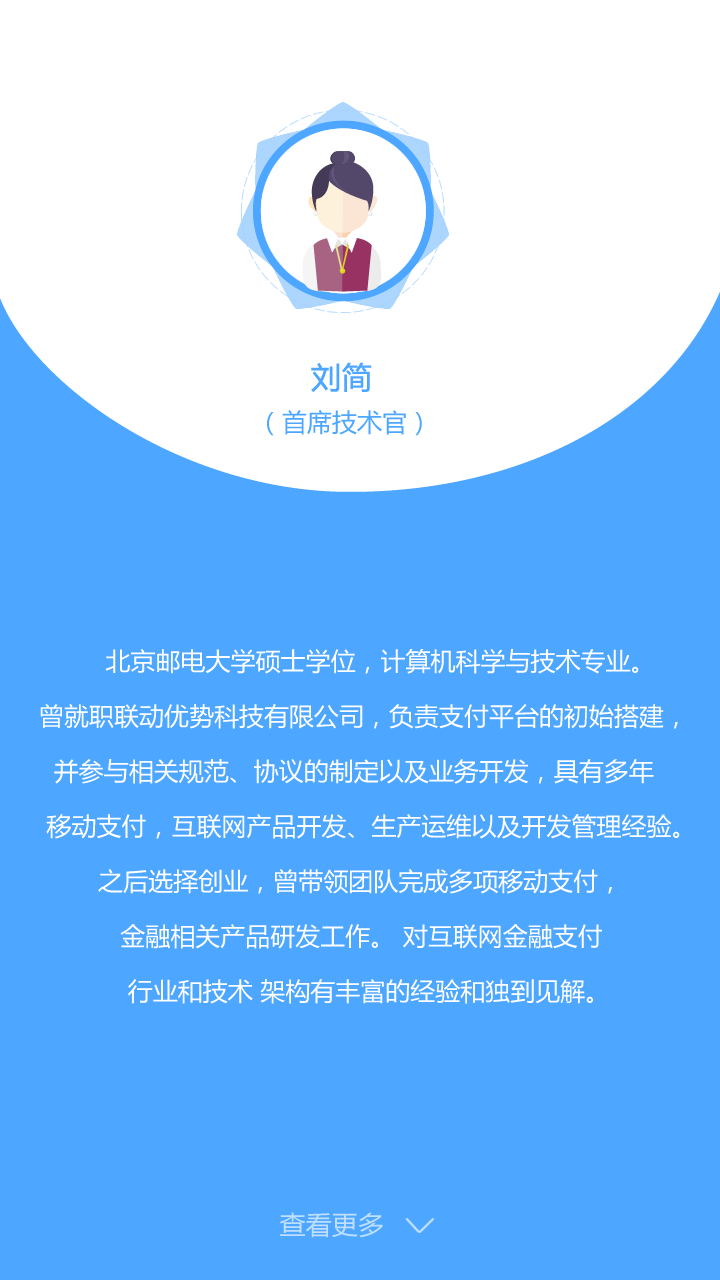 刘简
（首席技术官）
北京邮电大学硕士学位，计算机科学与技术专业。
曾就职联动优势科技有限公司，负责支付平台的初始搭建，
并参与相关规范、协议的制定以及业务开发，具有多年
移动支付，互联网产品开发、生产运维以及开发管理经验。
之后选择创业，曾带领团队完成多项移动支付，
金融相关产品研发工作。 对互联网金融支付
行业和技术 架构有丰富的经验和独到见解。
查看更多